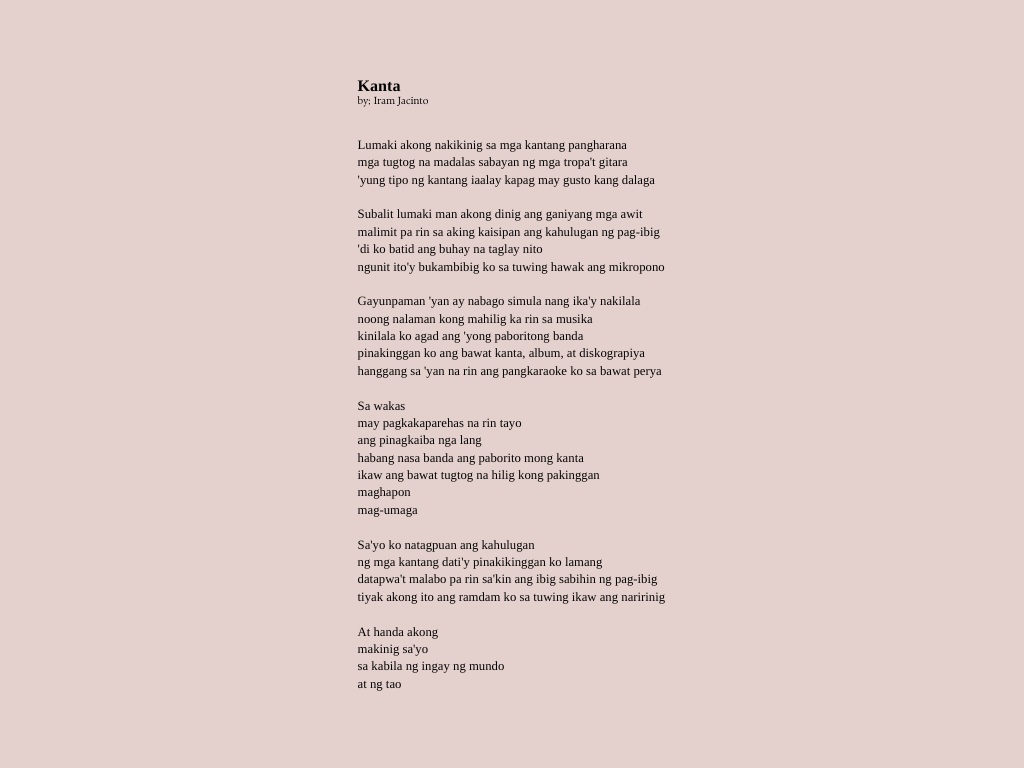 Kanta
by; Iram Jacinto
Lumaki akong nakikinig sa mga kantang pangharana
mga tugtog na madalas sabayan ng mga tropa't gitara
'yung tipo ng kantang iaalay kapag may gusto kang dalaga
Subalit lumaki man akong dinig ang ganiyang mga awit
malimit pa rin sa aking kaisipan ang kahulugan ng pag-ibig
'di ko batid ang buhay na taglay nito
ngunit ito'y bukambibig ko sa tuwing hawak ang mikropono
Gayunpaman 'yan ay nabago simula nang ika'y nakilala
noong nalaman kong mahilig ka rin sa musika
kinilala ko agad ang 'yong paboritong banda
pinakinggan ko ang bawat kanta, album, at diskograpiya
hanggang sa 'yan na rin ang pangkaraoke ko sa bawat perya
Sa wakas
may pagkakaparehas na rin tayo
ang pinagkaiba nga lang
habang nasa banda ang paborito mong kanta
ikaw ang bawat tugtog na hilig kong pakinggan
maghapon
mag-umaga
Sa'yo ko natagpuan ang kahulugan
ng mga kantang dati'y pinakikinggan ko lamang
datapwa't malabo pa rin sa'kin ang ibig sabihin ng pag-ibig
tiyak akong ito ang ramdam ko sa tuwing ikaw ang naririnig
At handa akong
makinig sa'yo
sa kabila ng ingay ng mundo
at ng tao